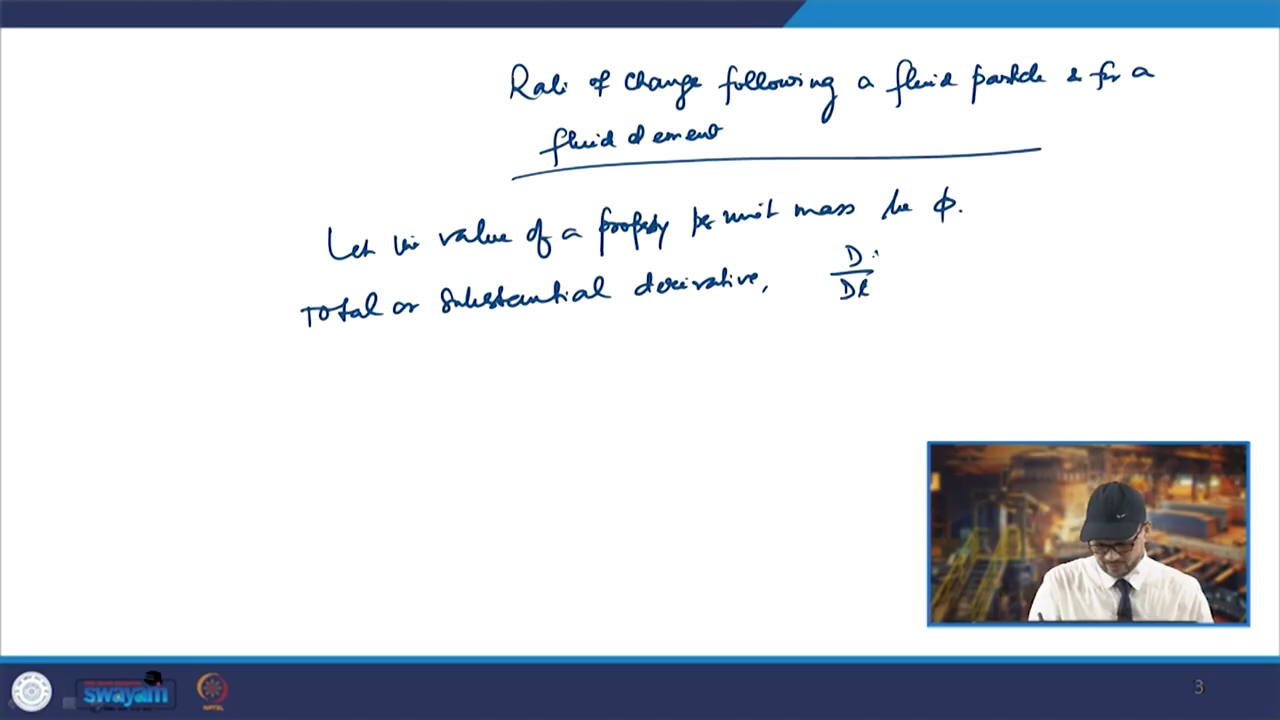 Rate of change following a fluid particle & for a
fluid element
Let the value of a property per unit mass be ϕ.
Total or substantial derivative, D/Dt
3
swayam
NPTEL